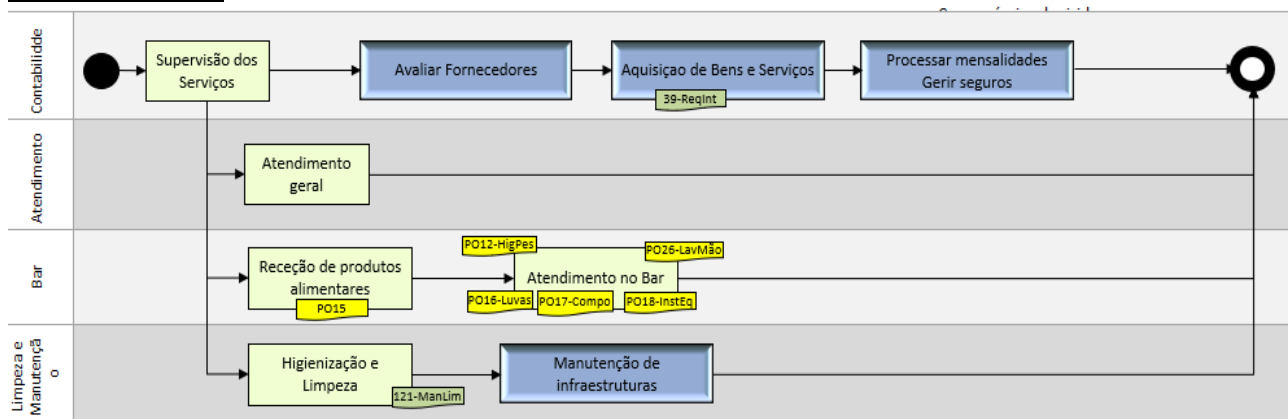 Contabilidde
Supervisão dos
Serviços
Avaliar Fornecedores
Aquisiçao de Bens e Serviços
39-ReqInt
Processar mensalidades
Gerir seguros
Atendimento
Atendimento
geral
Bar
Receção de produtos
alimentares
PO15
PO12-HigPes
PO26-LavMão
Atendimento no Bar
PO16-Luvas
PO17-Compo
PO18-InstEq
Limpeza e
Manutençã
o
Higienização e
Limpeza
121-ManLim
Manutenção de
infraestruturas